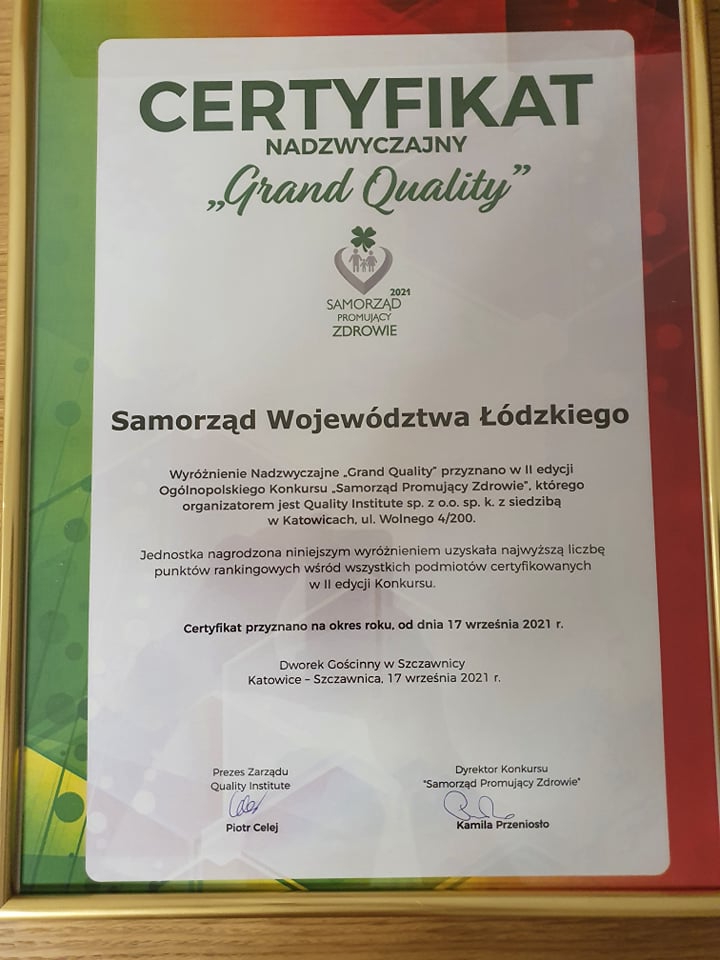 CERTYFIKAT
NADZWYCZAJNY
„Grand Quality”
2021
SAMORZĄD
PROMUJĄCY
ZDROWIE
Samorząd Województwa Łódzkiego
Wyróżnienie Nadzwyczajne „Grand Quality” przyznano w II edycji
Ogólnopolskiego Konkursu „Samorząd Promujący Zdrowie”, którego
organizatorem jest Quality Institute sp. z o.o. sp. k. z siedzibą
w Katowicach, ul. Wolnego 4/200.
Jednostka nagrodzona niniejszym wyróżnieniem uzyskała najwyższą liczbę
punktów rankingowych wśród wszystkich podmiotów certyfikowanych
w II edycji Konkursu.
Certyfikat przyznano na okres roku, od dnia 17 września 2021 r.
Dworek Gościnny w Szczawnicy
Katowice – Szczawnica, 17 września 2021 r.
Prezes Zarządu
Quality Institute
Piotr Celej
Dyrektor Konkursu
"Samorząd Promujący Zdrowie"
Kamila Przeniosło